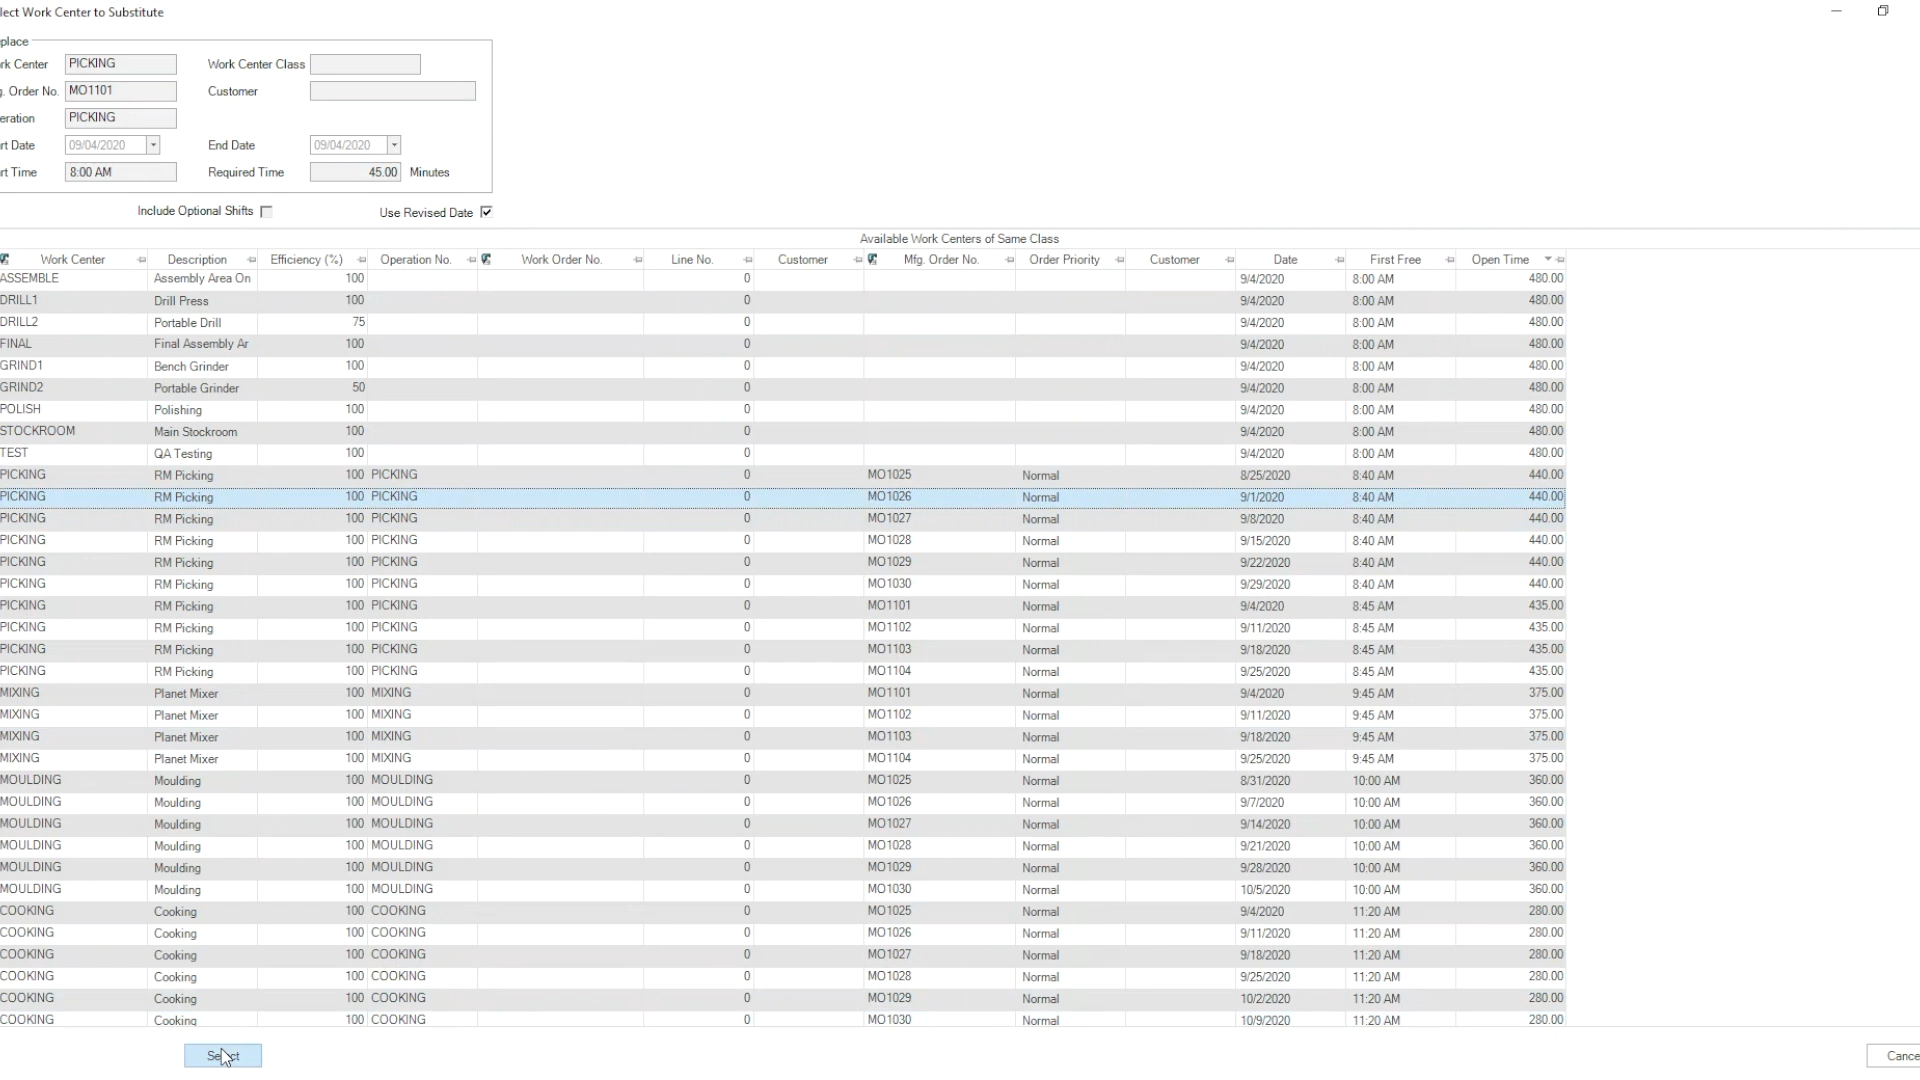 lect Work Center to Substitute
place
rk Center PICKING Work Center Class
g. Order No. MO1101 Customer
eration PICKING
rt Date 09/04/2020 End Date 09/04/2020
rt Time 8:00 AM Required Time 45.00 Minutes
Include Optional Shifts Use Revised Date
Available Work Centers of Same Class
Work Center Description Efficiency (%) Operation No. Work Order No. Line No. Customer Mfg. Order No. Order Priority Customer Date First Free Open Time
ASSEMBLE Assembly Area On 100 0 9/4/2020 8:00 AM 480.00
DRILL1 Drill Press 100 0 9/4/2020 8:00 AM 480.00
DRILL2 Portable Drill 75 0 9/4/2020 8:00 AM 480.00
FINAL Final Assembly Ar 100 0 9/4/2020 8:00 AM 480.00
GRIND1 Bench Grinder 100 0 9/4/2020 8:00 AM 480.00
GRIND2 Portable Grinder 50 0 9/4/2020 8:00 AM 480.00
POLISH Polishing 100 0 9/4/2020 8:00 AM 480.00
STOCKROOM Main Stockroom 100 0 9/4/2020 8:00 AM 480.00
TEST QA Testing 100 0 9/4/2020 8:00 AM 480.00
PICKING RM Picking 100 PICKING 0 MO1025 Normal 8/25/2020 8:40 AM 440.00
PICKING RM Picking 100 PICKING 0 MO1026 Normal 9/1/2020 8:40 AM 440.00
PICKING RM Picking 100 PICKING 0 MO1027 Normal 9/8/2020 8:40 AM 440.00
PICKING RM Picking 100 PICKING 0 MO1028 Normal 9/15/2020 8:40 AM 440.00
PICKING RM Picking 100 PICKING 0 MO1029 Normal 9/22/2020 8:40 AM 440.00
PICKING RM Picking 100 PICKING 0 MO1030 Normal 9/29/2020 8:40 AM 440.00
PICKING RM Picking 100 PICKING 0 MO1101 Normal 9/4/2020 8:45 AM 435.00
PICKING RM Picking 100 PICKING 0 MO1102 Normal 9/11/2020 8:45 AM 435.00
PICKING RM Picking 100 PICKING 0 MO1103 Normal 9/18/2020 8:45 AM 435.00
PICKING RM Picking 100 PICKING 0 MO1104 Normal 9/25/2020 8:45 AM 435.00
MIXING Planet Mixer 100 MIXING 0 MO1101 Normal 9/4/2020 9:45 AM 375.00
MIXING Planet Mixer 100 MIXING 0 MO1102 Normal 9/11/2020 9:45 AM 375.00
MIXING Planet Mixer 100 MIXING 0 MO1103 Normal 9/18/2020 9:45 AM 375.00
MIXING Planet Mixer 100 MIXING 0 MO1104 Normal 9/25/2020 9:45 AM 375.00
MOULDING Moulding 100 MOULDING 0 MO1025 Normal 8/31/2020 10:00 AM 360.00
MOULDING Moulding 100 MOULDING 0 MO1026 Normal 9/7/2020 10:00 AM 360.00
MOULDING Moulding 100 MOULDING 0 MO1027 Normal 9/14/2020 10:00 AM 360.00
MOULDING Moulding 100 MOULDING 0 MO1028 Normal 9/21/2020 10:00 AM 360.00
MOULDING Moulding 100 MOULDING 0 MO1029 Normal 9/28/2020 10:00 AM 360.00
MOULDING Moulding 100 MOULDING 0 MO1030 Normal 10/5/2020 10:00 AM 360.00
COOKING Cooking 100 COOKING 0 MO1025 Normal 9/4/2020 11:20 AM 280.00
COOKING Cooking 100 COOKING 0 MO1026 Normal 9/11/2020 11:20 AM 280.00
COOKING Cooking 100 COOKING 0 MO1027 Normal 9/18/2020 11:20 AM 280.00
COOKING Cooking 100 COOKING 0 MO1028 Normal 9/25/2020 11:20 AM 280.00
COOKING Cooking 100 COOKING 0 MO1029 Normal 10/2/2020 11:20 AM 280.00
COOKING Cooking 100 COOKING 0 MO1030 Normal 10/9/2020 11:20 AM 280.00
Select Cance